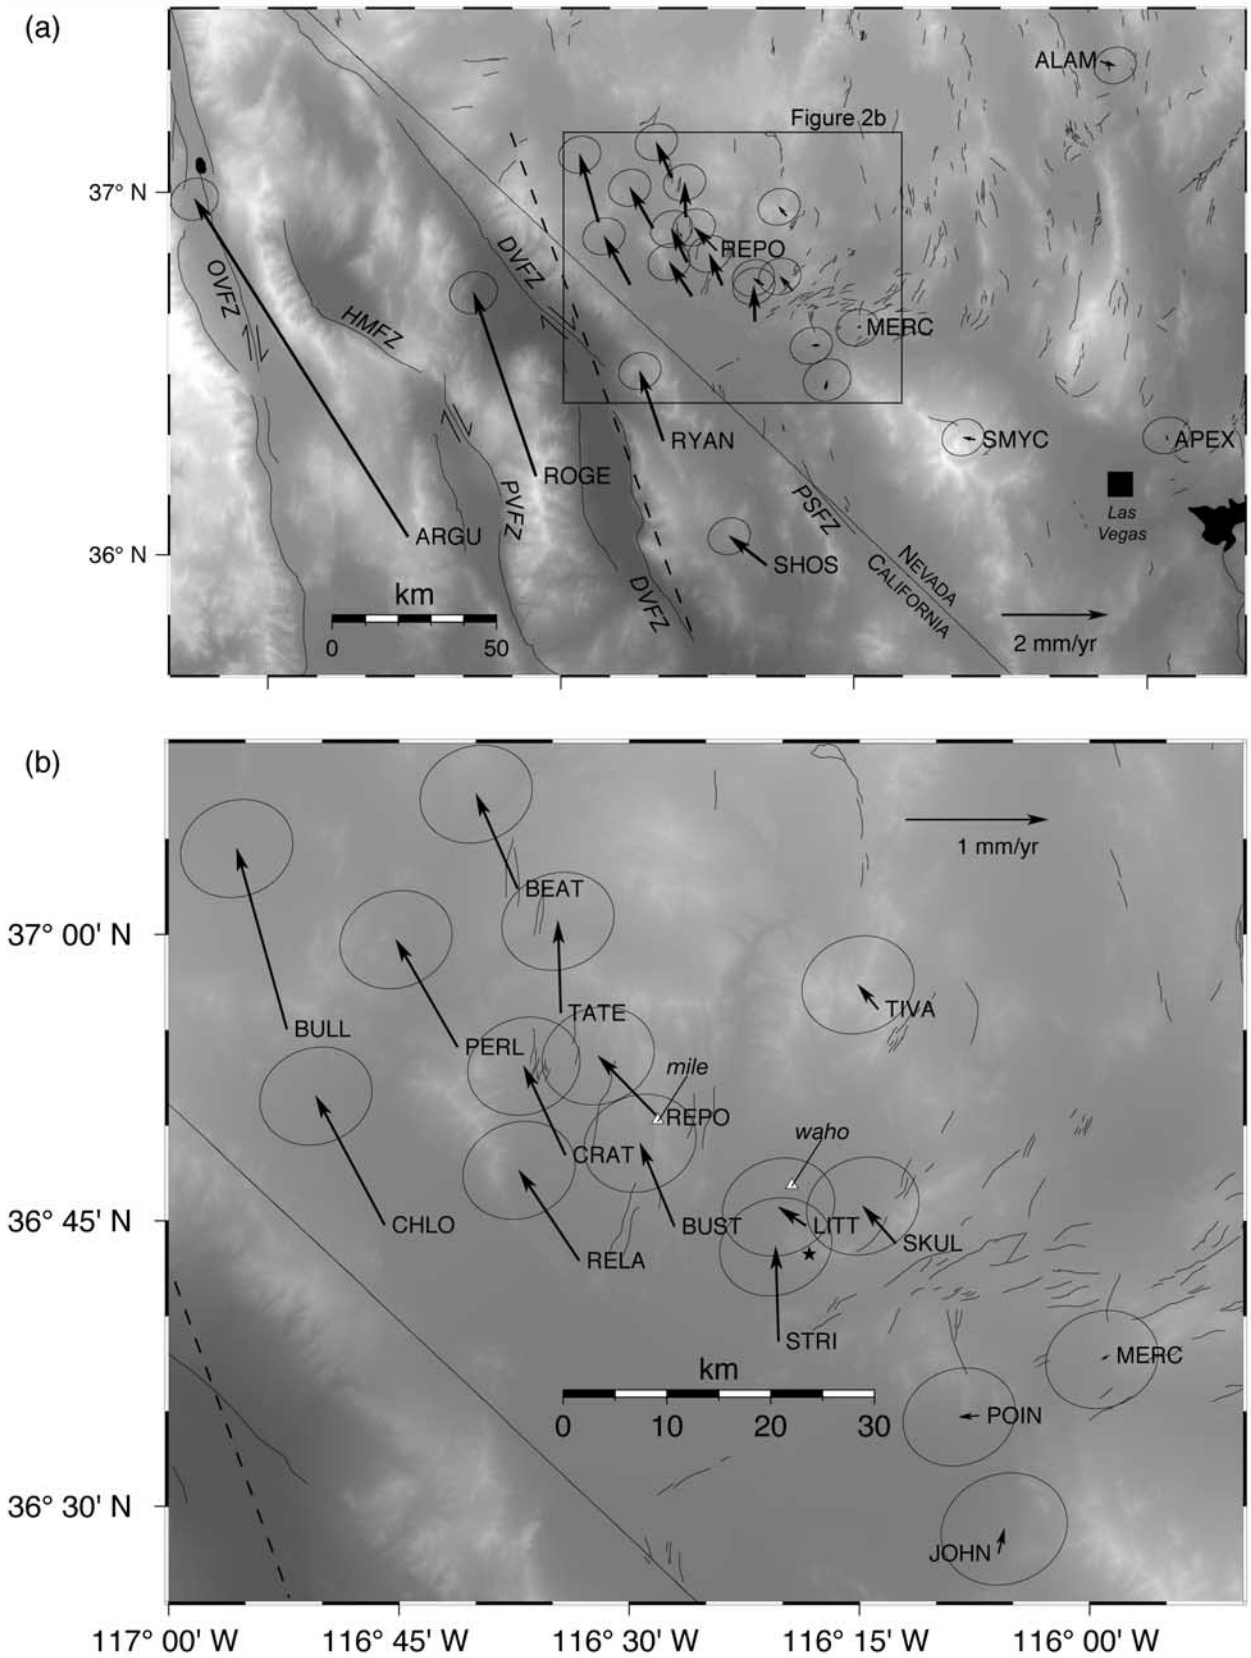 (a)
ALAM
Figure 2b
37° N
REPO
DVFZ
OVFZ
HMFZ
MERC
RYAN
SMYC
APEX
ROGE
PVFZ
PSFZ
Las
Vegas
ARGU
36° N
SHOS
NEVADA
CALIFORNIA
km
DVFZ
0 50
2 mm/yr
(b)
1 mm/yr
BEAT
37° 00' N
TIVA
TATE
BULL
PERL
mile
REPO
waho
CRAT
36° 45' N
CHLO
BUST
LITT
SKUL
RELA
STRI
MERC
km
0 10 20 30
POIN
36° 30' N
JOHN
117° 00' W 116° 45' W 116° 30' W 116° 15' W 116° 00' W